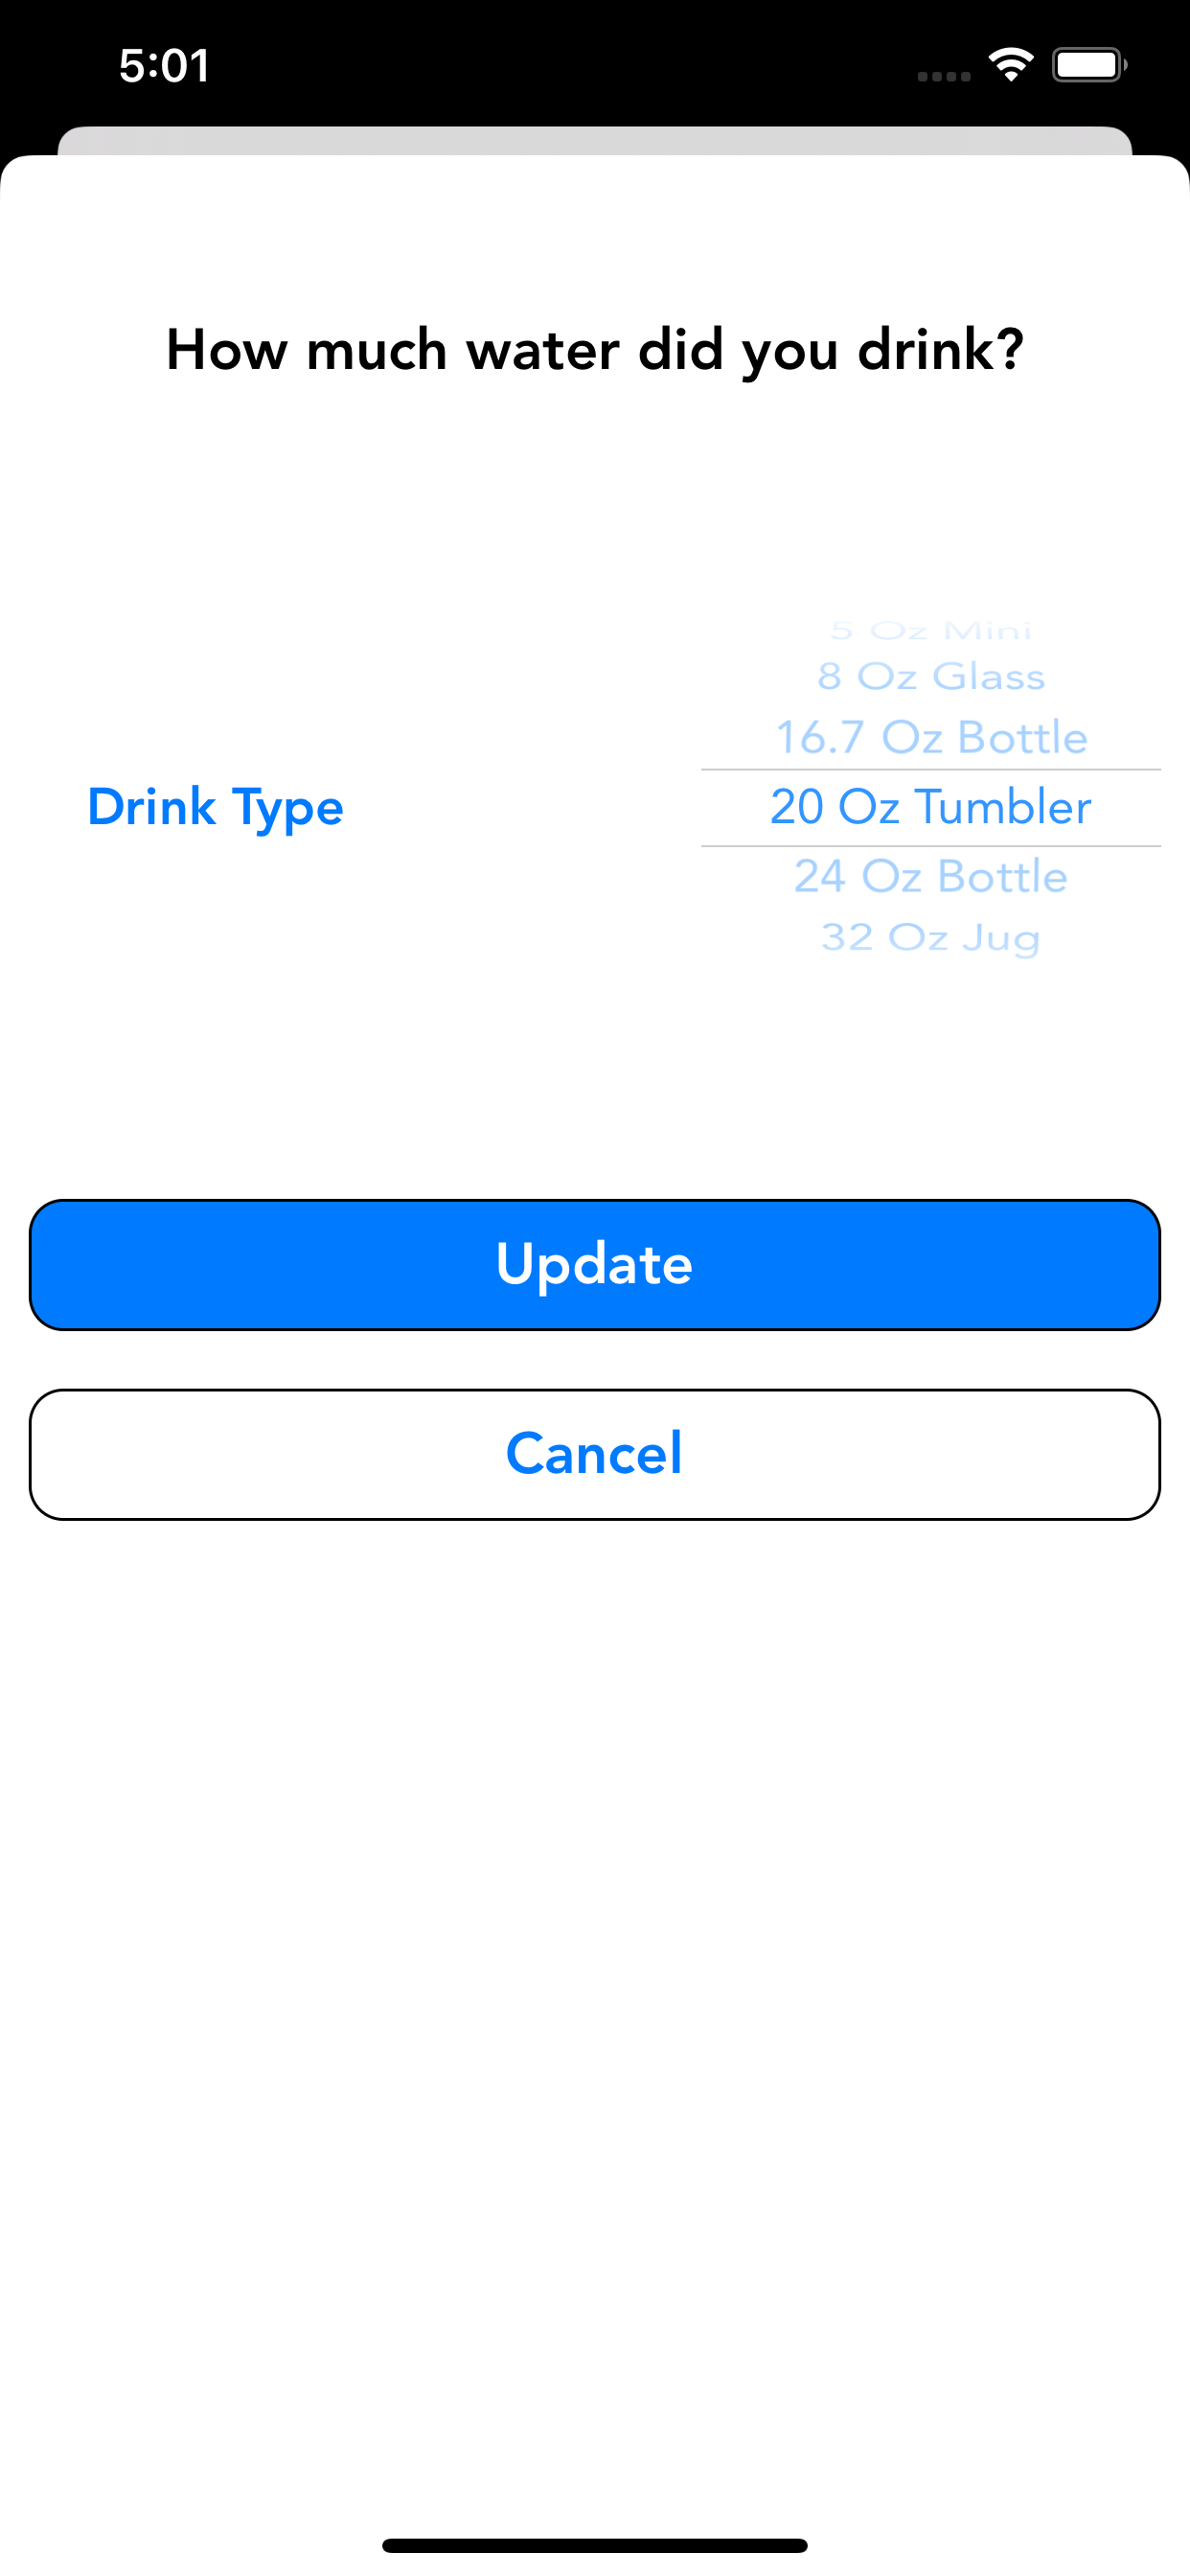 5:01
How much water did you drink?
5 Oz Mini
8 Oz Glass
16.7 Oz Bottle
Drink Type
20 Oz Tumbler
24 Oz Bottle
32 Oz Jug
Update
Cancel